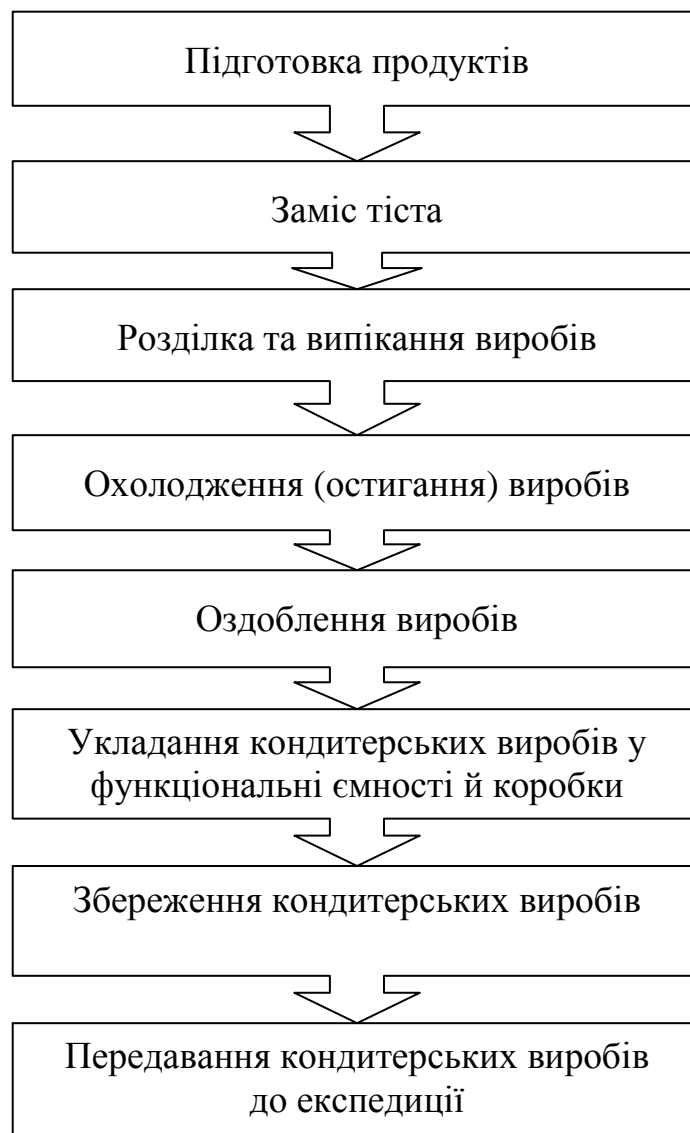 Підготовка продуктів
Заміс тіста
Розділка та випікання виробів
Охолодження (остигання) виробів
Оздоблення виробів
Укладання кондитерських виробів у
функціональні ємності й коробки
Збереження кондитерських виробів
Передавання кондитерських виробів
до експедиції